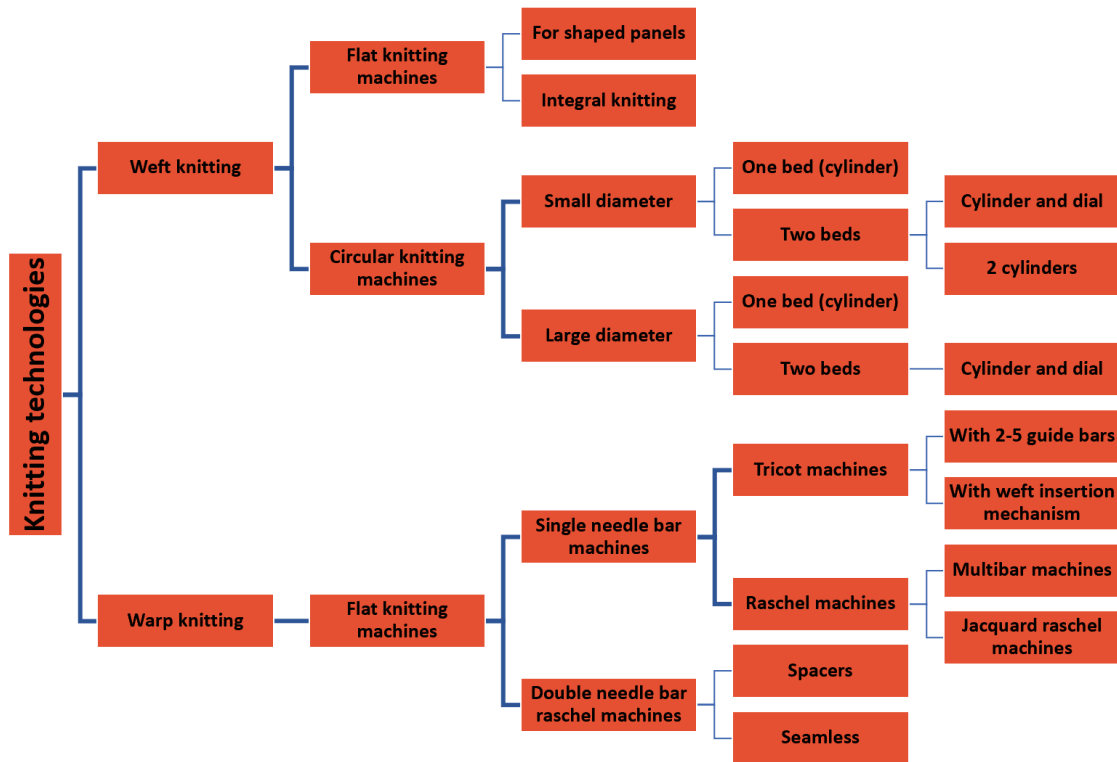 Knitting technologies
Weft knitting
Flat knitting
machines
For shaped panels
Integral knitting
Circular knitting
machines
Small diameter
One bed (cylinder)
Two beds
Cylinder and dial
2 cylinders
Large diameter
One bed (cylinder)
Two beds
Cylinder and dial
Warp knitting
Flat knitting
machines
Single needle bar
machines
Tricot machines
With 2-5 guide bars
With weft insertion
mechanism
Raschel machines
Multibar machines
Jacquard raschel
machines
Double needle bar
raschel machines
Spacers
Seamless